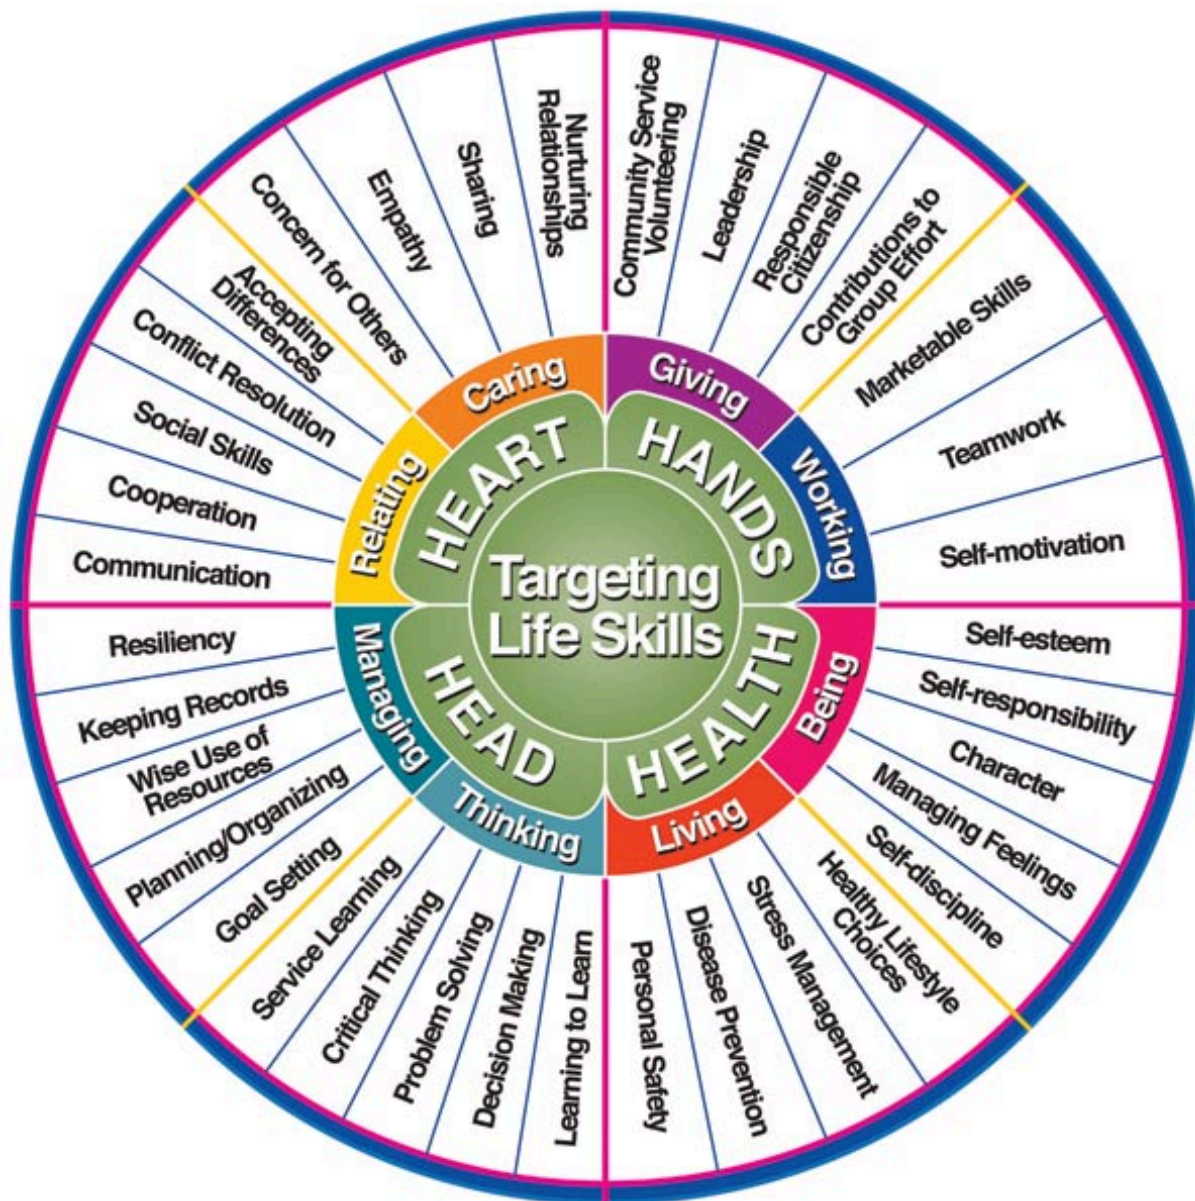 Targeting
Life Skills
HEART
HANDS
HEALTH
HEAD
Caring
Giving
Working
Being
Living
Thinking
Managing
Relating
Community Service
Volunteering
Leadership
Responsible
Citizenship
Contributions to
Group Effort
Marketable Skills
Teamwork
Self-motivation
Self-esteem
Self-responsibility
Character
Managing Feelings
Self-discipline
Healthy Lifestyle
Choices
Stress Management
Disease Prevention
Personal Safety
Learning to Learn
Decision Making
Problem Solving
Critical Thinking
Service Learning
Goal Setting
Planning/Organizing
Wise Use of
Resources
Keeping Records
Resiliency
Communication
Cooperation
Social Skills
Conflict Resolution
Accepting
Differences
Concern for Others
Empathy
Sharing
Nurturing
Relationships